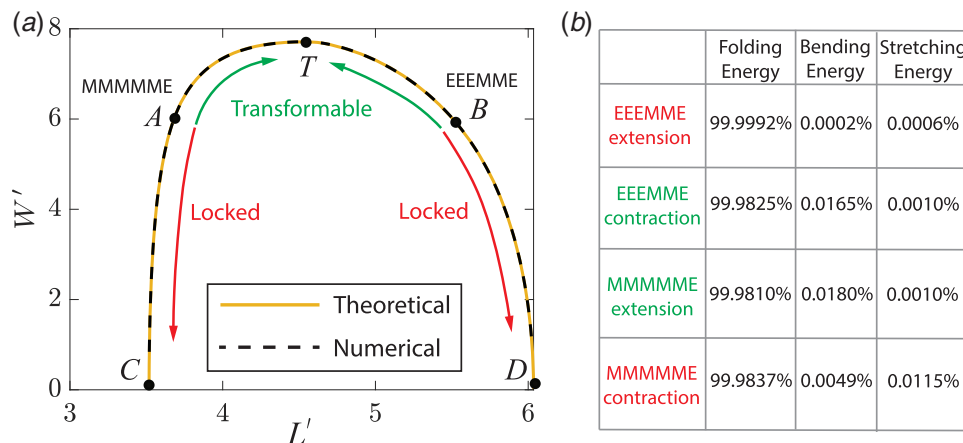 (a)
8
6
4
2
0
W′
3
4
5
6
L′
MMMMME
EEEMME
A
T
B
C
D
Transformable
Locked
Locked
Theoretical
Numerical
(b)
Folding Energy Bending Energy Stretching Energy
EEEMME extension 99.9992% 0.0002% 0.0006%
EEEMME contraction 99.9825% 0.0165% 0.0010%
MMMMME extension 99.9810% 0.0180% 0.0010%
MMMMME contraction 99.9837% 0.0049% 0.0115%